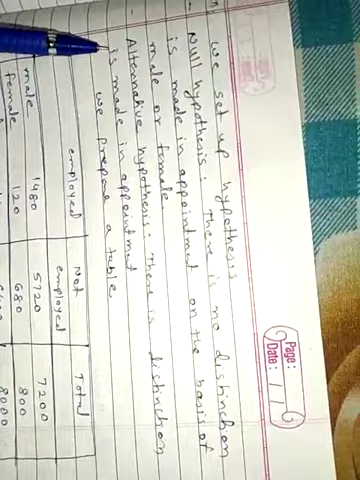 Page:
Date: / /
We set up hypothesis
Null hypothesis: There is no distinction
is made in appointment on the basis of
male or female.
Alternative hypothesis: There is distinction
is made in appointment
we prepare a table
employed Not employed Total
male 1480 5720 7200
female 120 680 800
8000